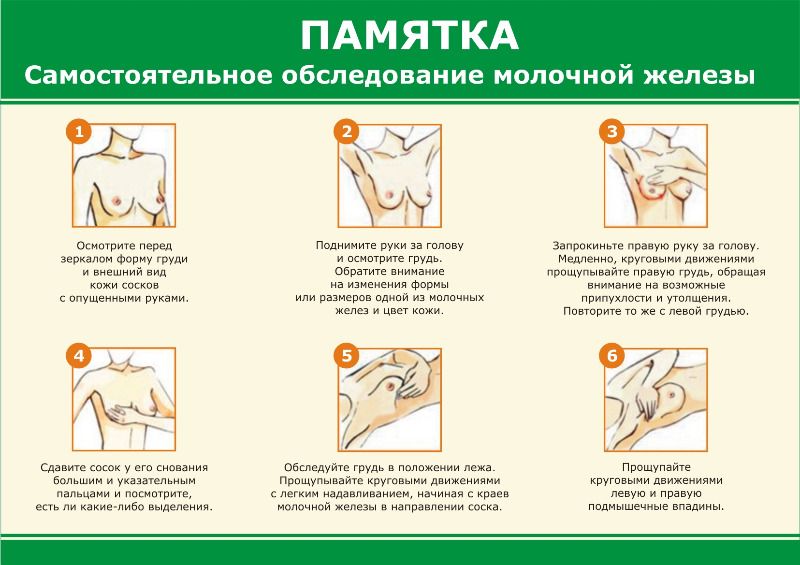 ПАМЯТКА
Самостоятельное обследование молочной железы
1
Осмотрите перед
зеркалом форму груди
и внешний вид
кожи сосков
с опущенными руками.
2
Поднимите руки за голову
и осмотрите грудь.
Обратите внимание
на изменения формы
или размеров одной из молочных
желез и цвет кожи.
3
Запрокиньте правую руку за голову.
Медленно, круговыми движениями
прощупывайте правую грудь, обращая
внимание на возможные
припухлости и утолщения.
Повторите то же с левой грудью.
4
Сдавите сосок у его снования
большим и указательным
пальцами и посмотрите,
есть ли какие-либо выделения.
5
Обследуйте грудь в положении лежа.
Прощупывайте круговыми движениями
с легким надавливанием, начиная с краев
молочной железы в направлении соска.
6
Прощупайте
круговыми движениями
левую и правую
подмышечные впадины.